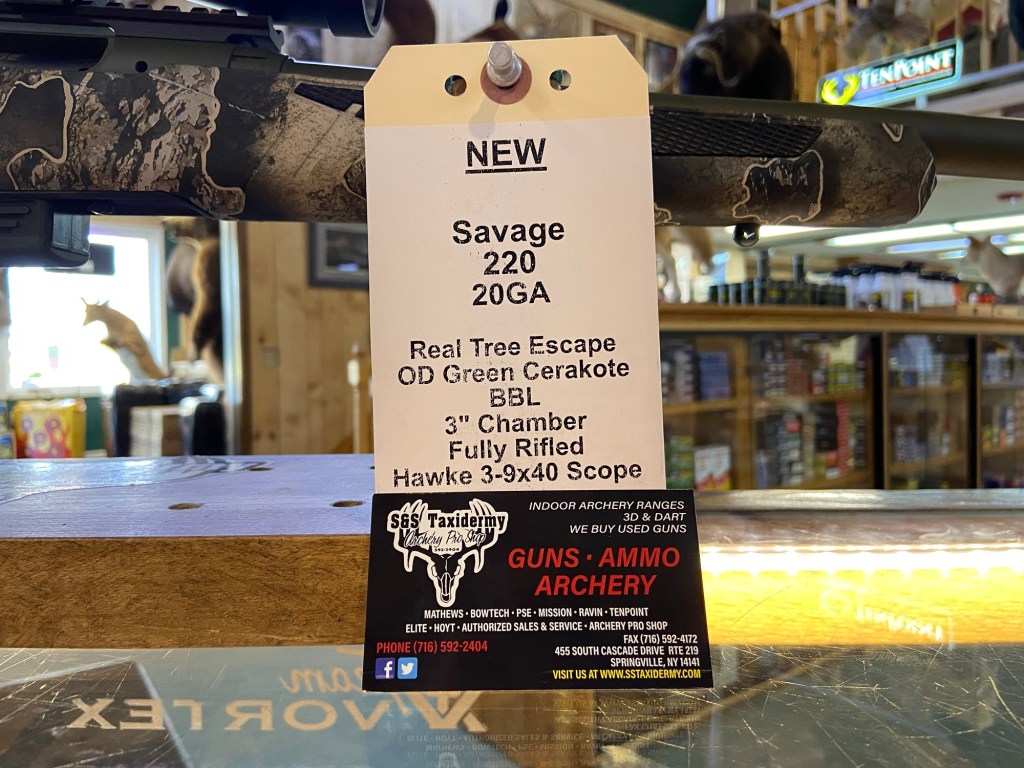 TENPOINT
NEW
Savage
220
20GA
Real Tree Escape
OD Green Cerakote
BBL
3" Chamber
Fully Rifled
Hawke 3-9x40 Scope
S&S Taxidermy
Archery Pro Shop
592-2404
INDOOR ARCHERY RANGES
3D & DART
WE BUY USED GUNS
GUNS · AMMO
ARCHERY
MATHEWS • BOWTECH • PSE • MISSION • RAVIN • TENPOINT
ELITE • HOYT • AUTHORIZED SALES & SERVICE • ARCHERY PRO SHOP
PHONE (716) 592-2404
FAX (716) 592-4172
455 SOUTH CASCADE DRIVE RTE 219
SPRINGVILLE, NY 14141
VISIT US AT WWW.SSTAXIDERMY.COM
VORTEX